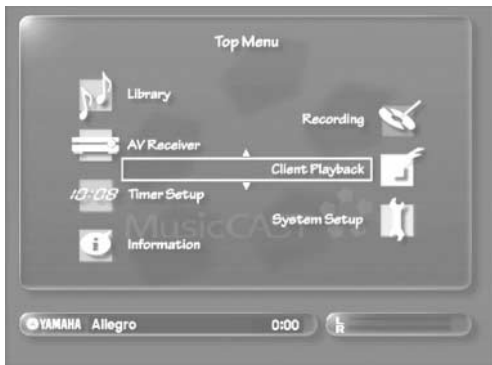 Top Menu
Library
Recording
AV Receiver
Client Playback
10:08 Timer Setup
System Setup
MusicCAST
Information
YAMAHA Allegro 0:00 L
R